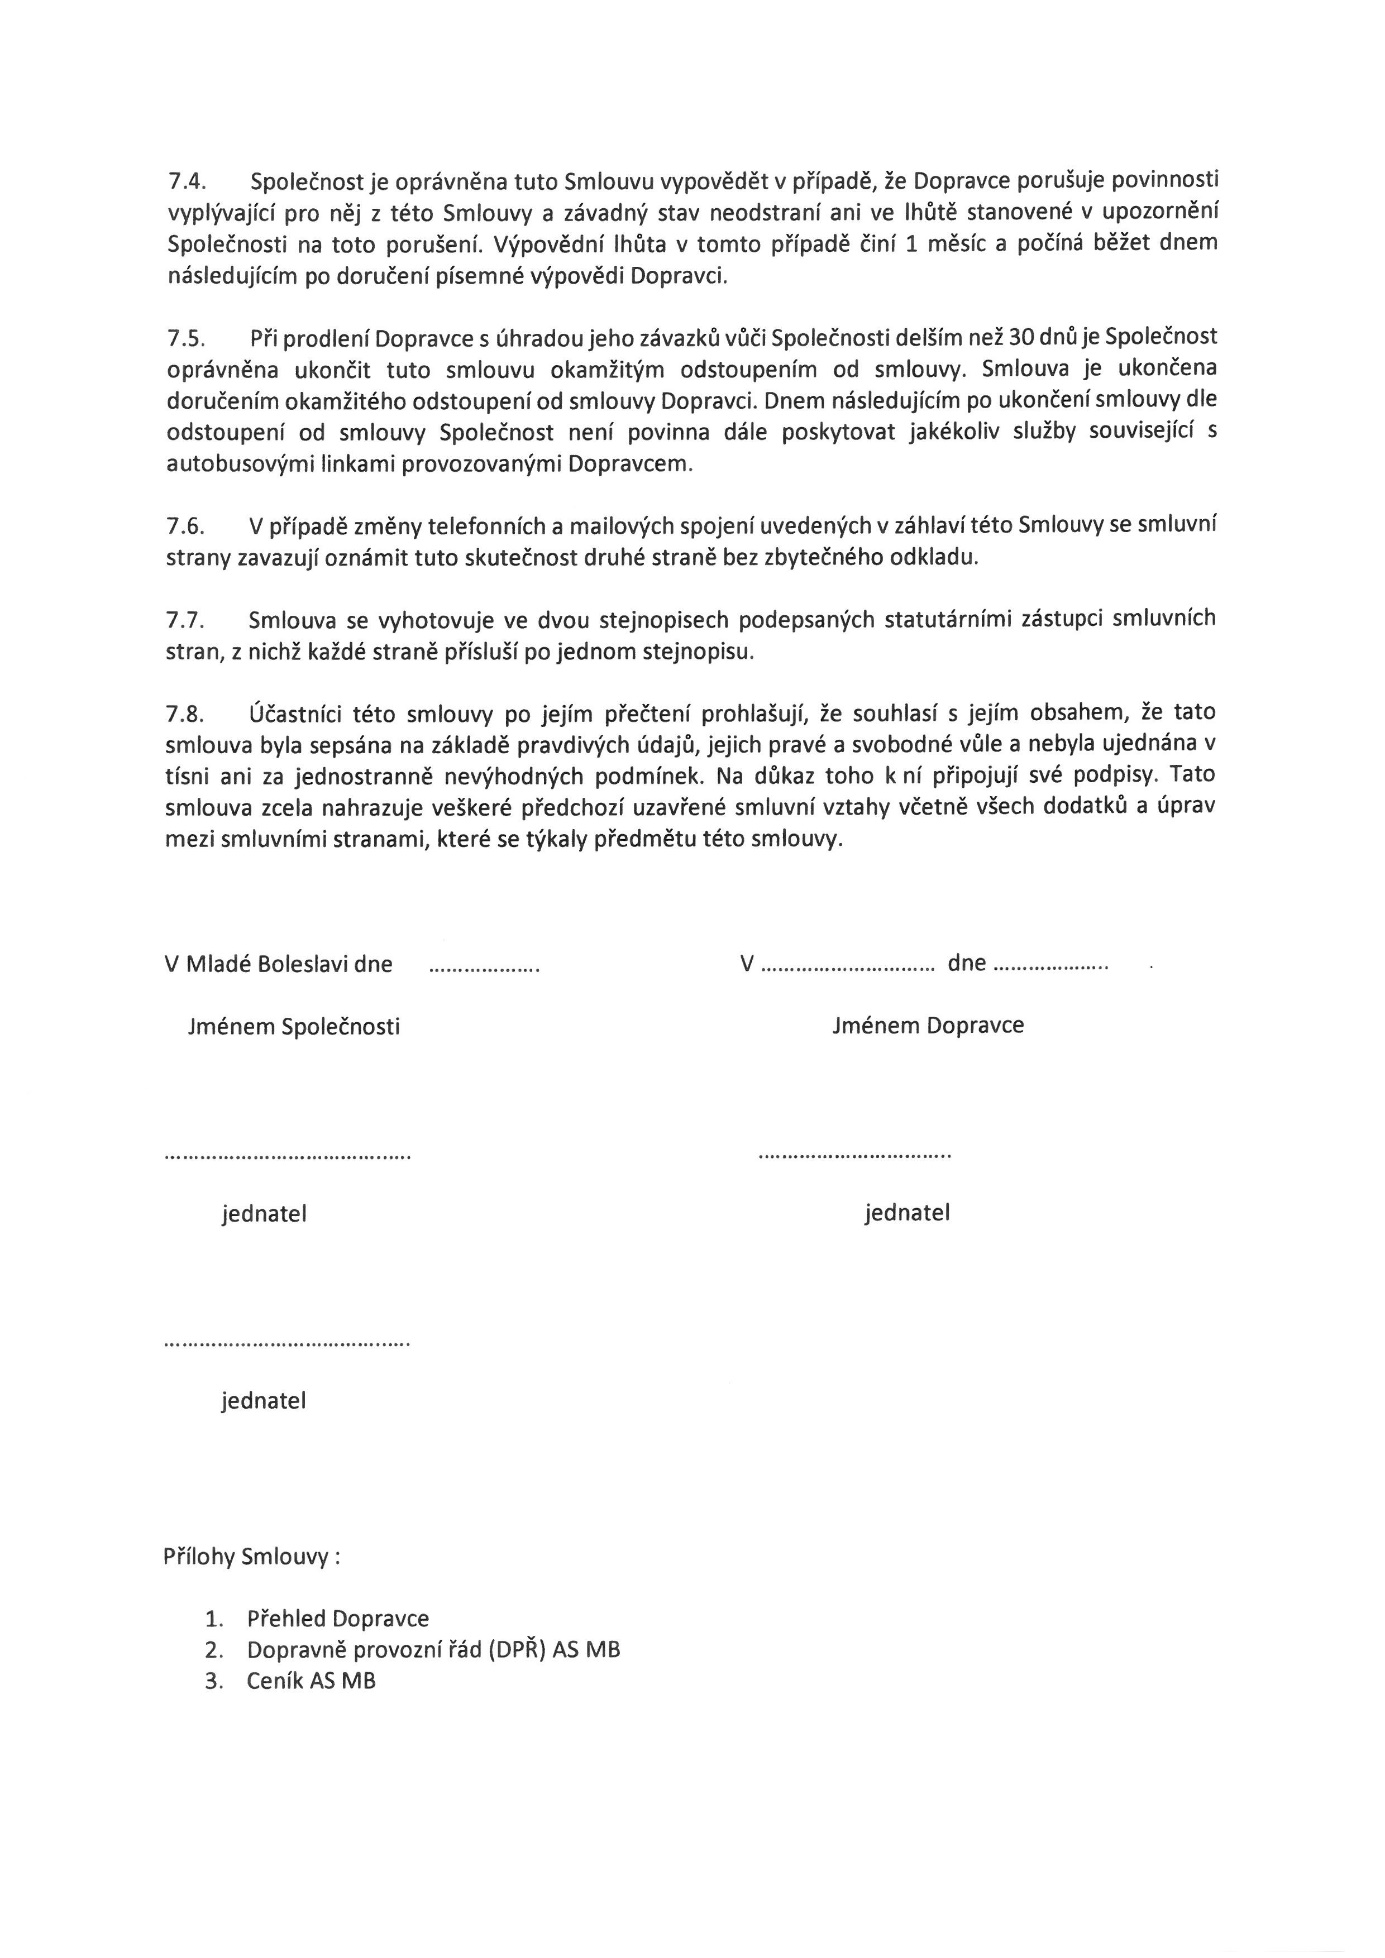 7.4. Společnost je oprávněna tuto Smlouvu vypovědět v případě, že Dopravce porušuje povinnosti
vyplývající pro něj z této Smlouvy a závadný stav neodstraní ani ve lhůtě stanovené v upozornění
Společnosti na toto porušení. Výpovědní lhůta v tomto případě činí 1 měsíc a počíná běžet dnem
následujícím po doručení písemné výpovědi Dopravci.
7.5. Při prodlení Dopravce s úhradou jeho závazků vůči Společnosti delším než 30 dnů je Společnost
oprávněna ukončit tuto smlouvu okamžitým odstoupením od smlouvy. Smlouva je ukončena
doručením okamžitého odstoupení od smlouvy Dopravci. Dnem následujícím po ukončení smlouvy dle
odstoupení od smlouvy Společnost není povinna dále poskytovat jakékoliv služby související s
autobusovými linkami provozovanými Dopravcem.
7.6. V případě změny telefonních a mailových spojení uvedených v záhlaví této Smlouvy se smluvní
strany zavazují oznámit tuto skutečnost druhé straně bez zbytečného odkladu.
7.7. Smlouva se vyhotovuje ve dvou stejnopisech podepsaných statutárními zástupci smluvních
stran, z nichž každé straně přísluší po jednom stejnopisu.
7.8. Účastníci této smlouvy po jejím přečtení prohlašují, že souhlasí s jejím obsahem, že tato
smlouva byla sepsána na základě pravdivých údajů, jejich pravé a svobodné vůle a nebyla ujednána v
tísni ani za jednostranně nevýhodných podmínek. Na důkaz toho k ní připojují své podpisy. Tato
smlouva zcela nahrazuje veškeré předchozí uzavřené smluvní vztahy včetně všech dodatků a úprav
mezi smluvními stranami, které se týkaly předmětu této smlouvy.
V Mladé Boleslavi dne ................... V .............................. dne ....................
Jménem Společnosti Jménem Dopravce
.......................................... .................................
jednatel jednatel
..........................................
jednatel
Přílohy Smlouvy :
1. Přehled Dopravce
2. Dopravně provozní řád (DPŘ) AS MB
3. Ceník AS MB